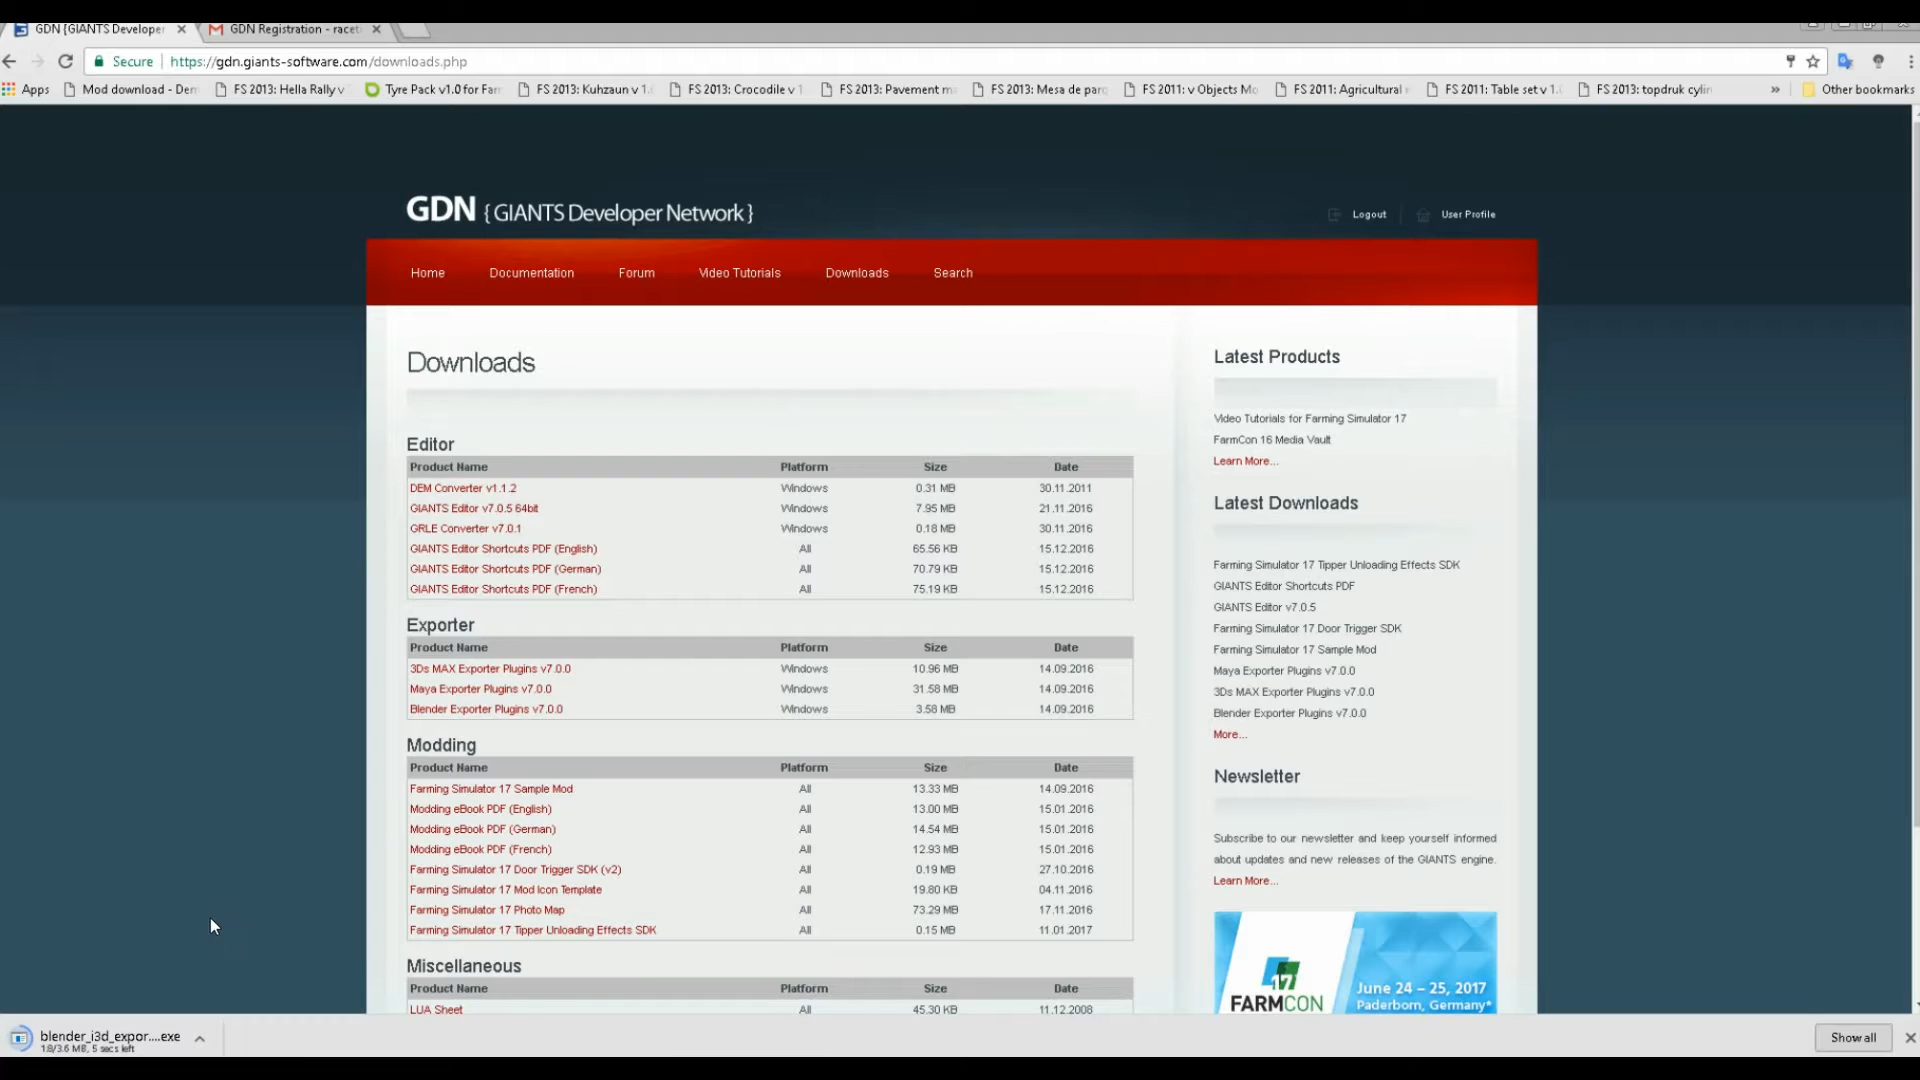 GDN {GIANTS Developer
GDN Registration - racet
Secure https://gdn.giants-software.com/downloads.php
Apps Mod download - Dem FS 2013: Hella Rally v Tyre Pack v1.0 for Far FS 2013: Kuhzaun v 1. FS 2013: Crocodile v 1 FS 2013: Pavement m FS 2013: Mesa de parq FS 2011: v Objects Mo FS 2011: Agricultural FS 2011: Table set v 1. FS 2013: topdruk cylin » Other bookmarks
GDN { GIANTS Developer Network }
Logout User Profile
Home Documentation Forum Video Tutorials Downloads Search
Downloads
Editor
Product Name Platform Size Date
DEM Converter v1.1.2 Windows 0.31 MB 30.11.2011
GIANTS Editor v7.0.5 64bit Windows 7.95 MB 21.11.2016
GRLE Converter v7.0.1 Windows 0.18 MB 30.11.2016
GIANTS Editor Shortcuts PDF (English) All 65.56 KB 15.12.2016
GIANTS Editor Shortcuts PDF (German) All 70.79 KB 15.12.2016
GIANTS Editor Shortcuts PDF (French) All 75.19 KB 15.12.2016
Exporter
Product Name Platform Size Date
3Ds MAX Exporter Plugins v7.0.0 Windows 10.96 MB 14.09.2016
Maya Exporter Plugins v7.0.0 Windows 31.58 MB 14.09.2016
Blender Exporter Plugins v7.0.0 Windows 3.58 MB 14.09.2016
Modding
Product Name Platform Size Date
Farming Simulator 17 Sample Mod All 13.33 MB 14.09.2016
Modding eBook PDF (English) All 13.00 MB 15.01.2016
Modding eBook PDF (German) All 14.54 MB 15.01.2016
Modding eBook PDF (French) All 12.93 MB 15.01.2016
Farming Simulator 17 Door Trigger SDK (v2) All 0.19 MB 27.10.2016
Farming Simulator 17 Mod Icon Template All 19.80 KB 04.11.2016
Farming Simulator 17 Photo Map All 73.29 MB 17.11.2016
Farming Simulator 17 Tipper Unloading Effects SDK All 0.15 MB 11.01.2017
Miscellaneous
Product Name Platform Size Date
LUA Sheet All 45.30 KB 11.12.2008
Latest Products
Video Tutorials for Farming Simulator 17
FarmCon 16 Media Vault
Learn More...
Latest Downloads
Farming Simulator 17 Tipper Unloading Effects SDK
GIANTS Editor Shortcuts PDF
GIANTS Editor v7.0.5
Farming Simulator 17 Door Trigger SDK
Farming Simulator 17 Sample Mod
Maya Exporter Plugins v7.0.0
3Ds MAX Exporter Plugins v7.0.0
Blender Exporter Plugins v7.0.0
More...
Newsletter
Subscribe to our newsletter and keep yourself informed
about updates and new releases of the GIANTS engine.
Learn More...
17
FARMCON
June 24 – 25, 2017
Paderborn, Germany*
blender_i3d_expor....exe
1.8/3.6 MB, 5 secs left
Show all